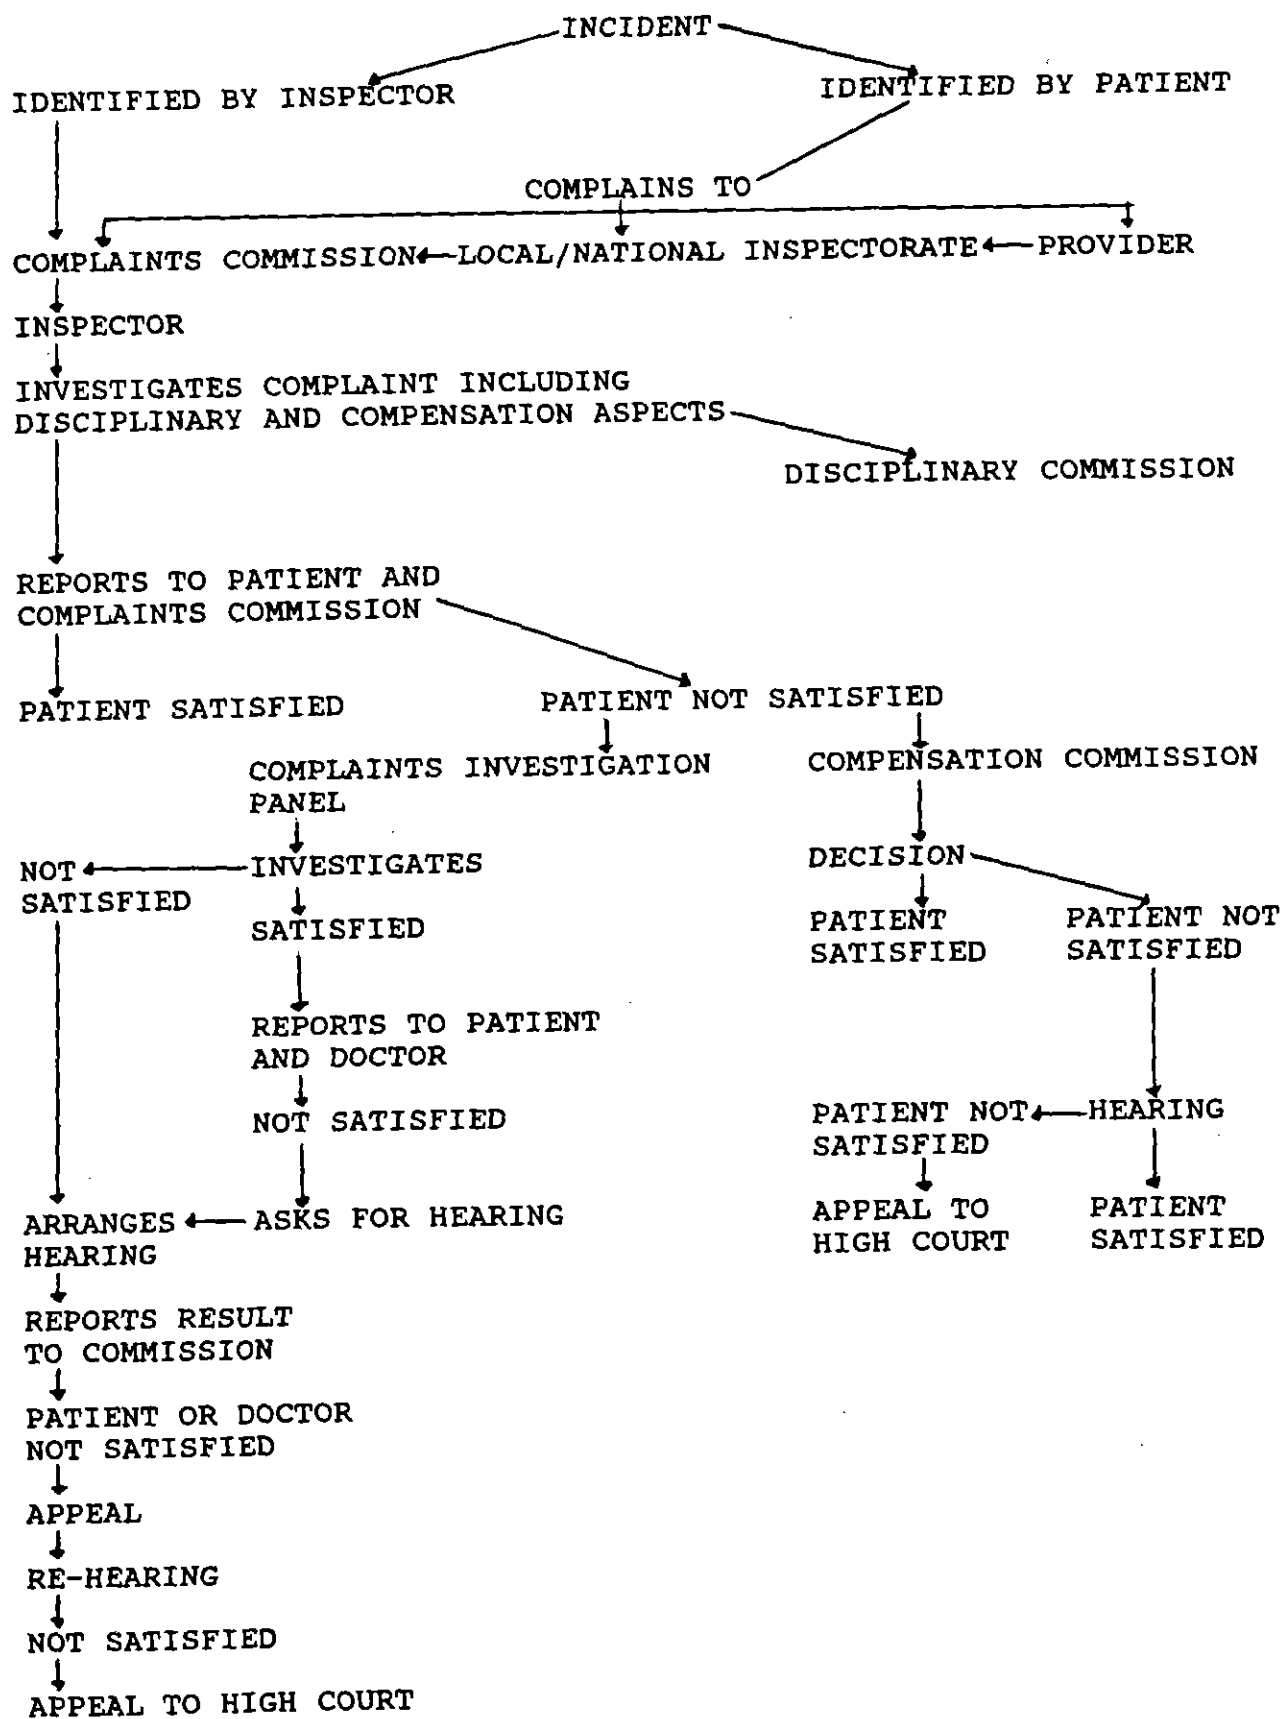 INCIDENT
IDENTIFIED BY INSPECTOR
IDENTIFIED BY PATIENT
COMPLAINS TO
COMPLAINTS COMMISSION
LOCAL/NATIONAL INSPECTORATE
PROVIDER
INSPECTOR
INVESTIGATES COMPLAINT INCLUDING
DISCIPLINARY AND COMPENSATION ASPECTS
DISCIPLINARY COMMISSION
REPORTS TO PATIENT AND
COMPLAINTS COMMISSION
PATIENT SATISFIED
PATIENT NOT SATISFIED
COMPLAINTS INVESTIGATION
PANEL
COMPENSATION COMMISSION
NOT
SATISFIED
INVESTIGATES
DECISION
SATISFIED
PATIENT
SATISFIED
PATIENT NOT
SATISFIED
REPORTS TO PATIENT
AND DOCTOR
NOT SATISFIED
PATIENT NOT
SATISFIED
HEARING
ARRANGES
HEARING
ASKS FOR HEARING
APPEAL TO
HIGH COURT
PATIENT
SATISFIED
REPORTS RESULT
TO COMMISSION
PATIENT OR DOCTOR
NOT SATISFIED
APPEAL
RE-HEARING
NOT SATISFIED
APPEAL TO HIGH COURT